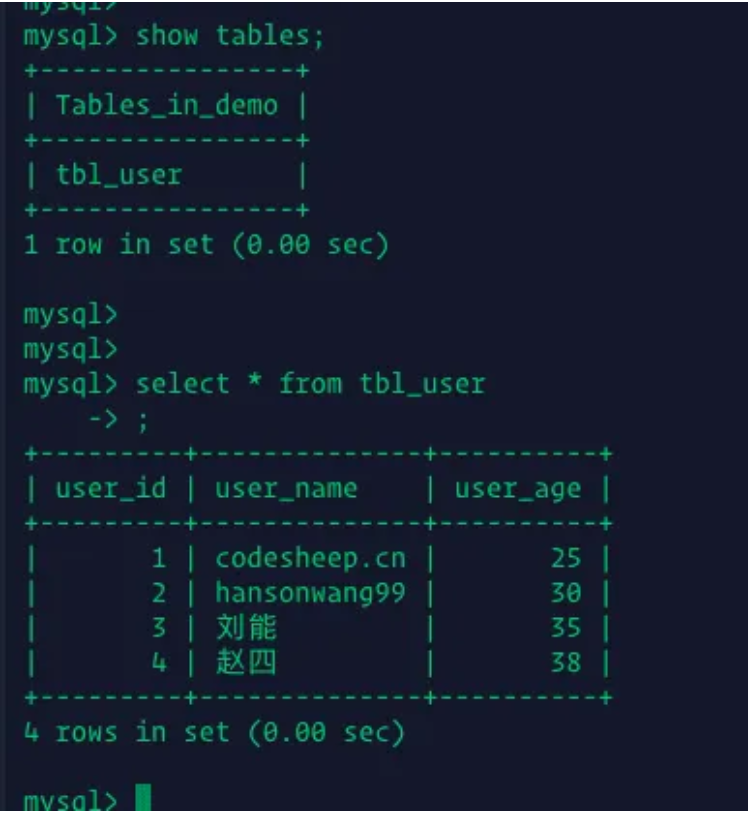 mysql>
mysql> show tables;
+----------------+
| Tables_in_demo |
+----------------+
| tbl_user       |
+----------------+
1 row in set (0.00 sec)

mysql>
mysql>
mysql> select * from tbl_user
    -> ;
+---------+--------------+----------+
| user_id | user_name    | user_age |
+---------+--------------+----------+
|       1 | codesheep.cn |       25 |
|       2 | hansonwang99 |       30 |
|       3 | 刘能         |       35 |
|       4 | 赵四         |       38 |
+---------+--------------+----------+
4 rows in set (0.00 sec)

mysql>